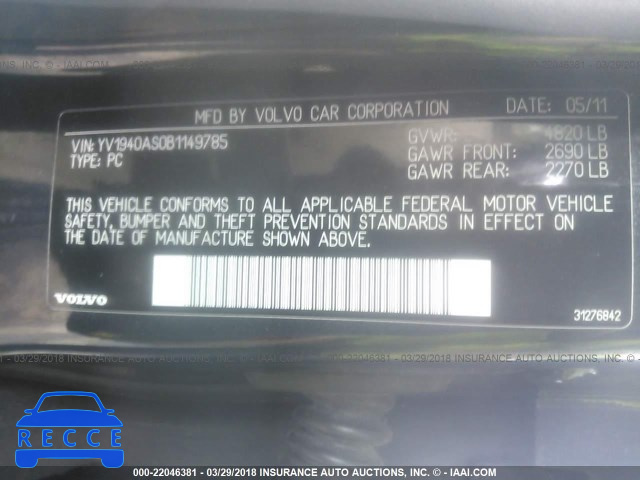 MFD BY VOLVO CAR CORPORATION DATE: 05/11
VIN: YV1940AS0B1149785 GVWR: 4820 LB
TYPE: PC GAWR FRONT: 2690 LB
GAWR REAR: 2270 LB
THIS VEHICLE CONFORMS TO ALL APPLICABLE FEDERAL MOTOR VEHICLE
SAFETY, BUMPER AND THEFT PREVENTION STANDARDS IN EFFECT ON
THE DATE OF MANUFACTURE SHOWN ABOVE.
VOLVO 31276842
RECCE
000-22046381 - 03/29/2018 INSURANCE AUTO AUCTIONS, INC. - © IAAI.COM